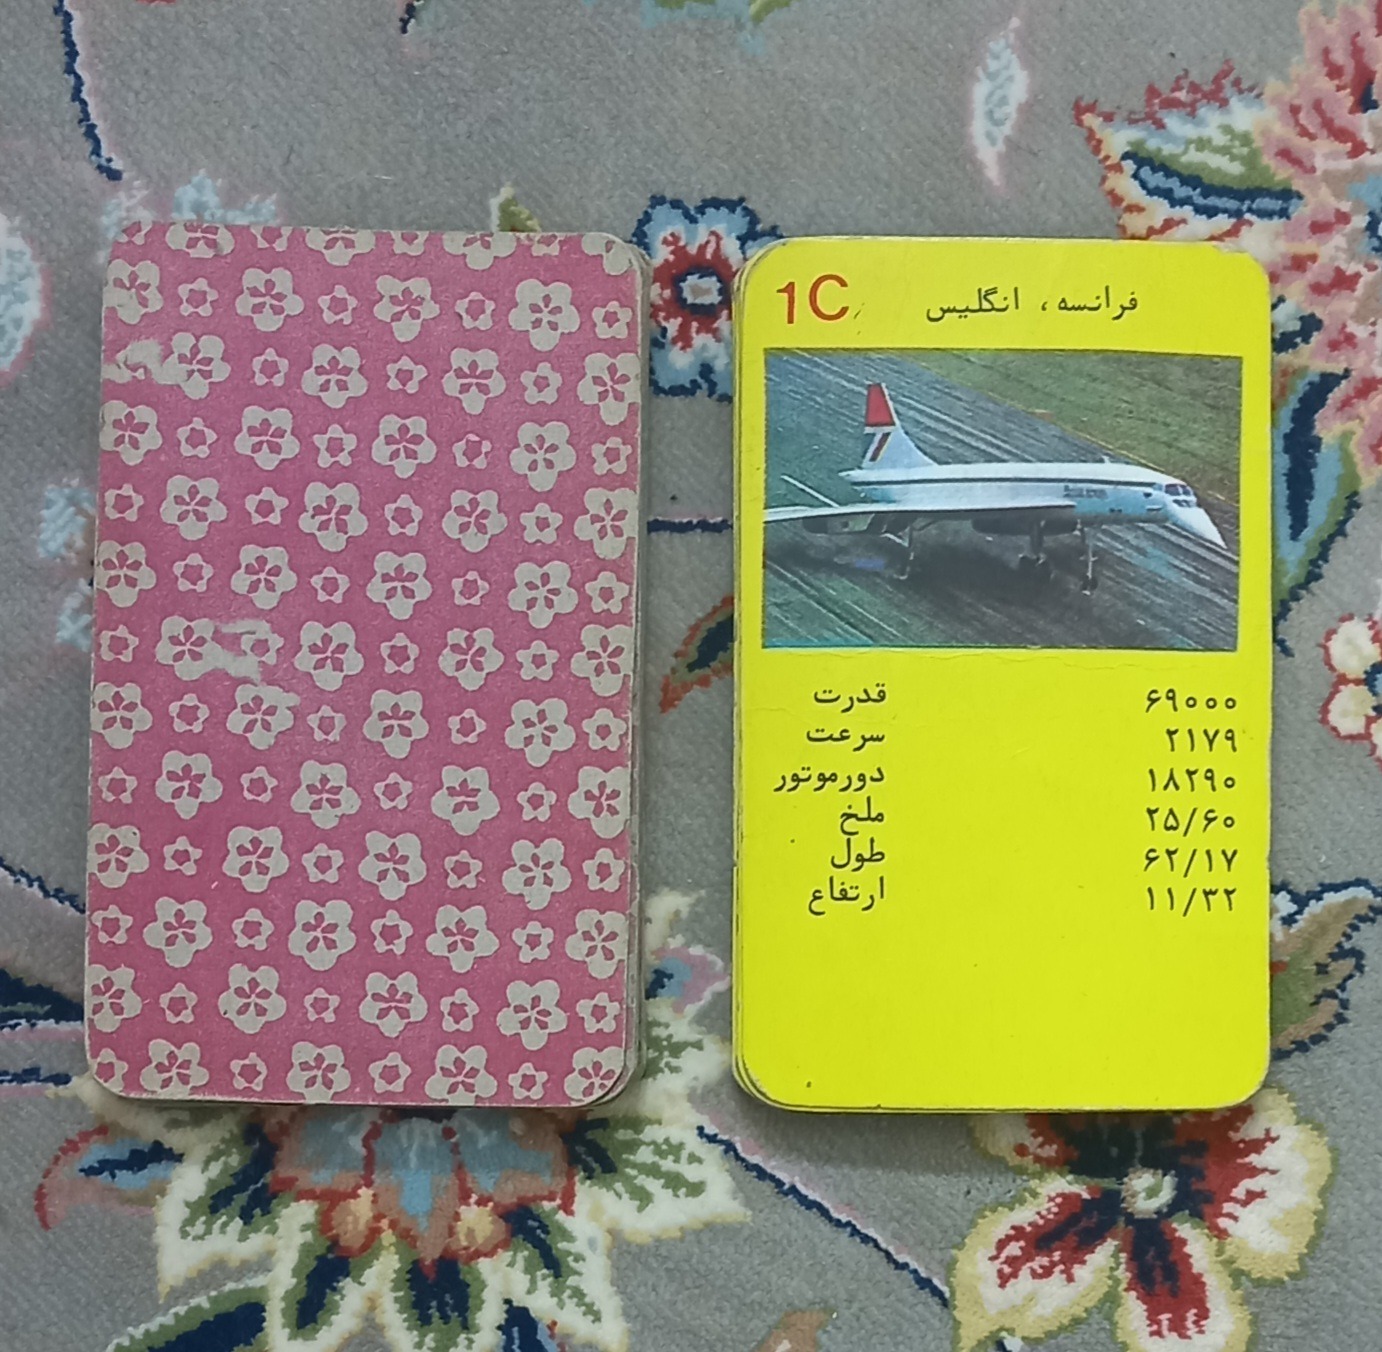 1C فرانسه، انگلیس
قدرت ۶۹۰۰۰
سرعت ۲۱۷۹
دورموتور ۱۸۲۹۰
ملخ ۲۵/۶۰
طول ۶۲/۱۷
ارتفاع ۱۱/۳۲